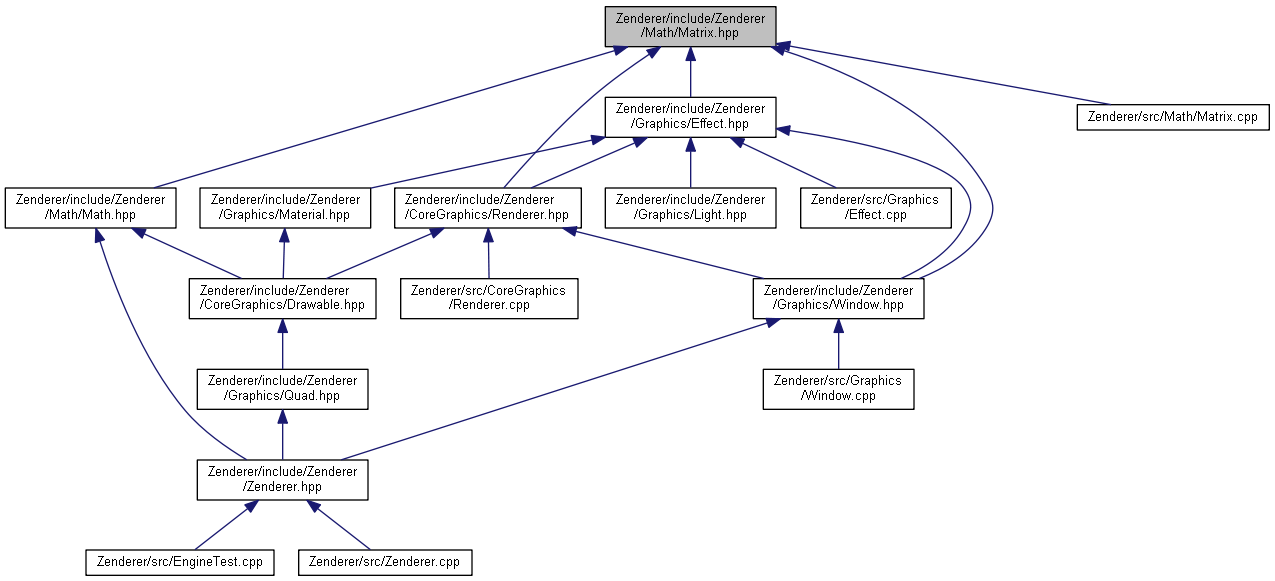 Zenderer/include/Zenderer
/Math/Matrix.hpp
Zenderer/include/Zenderer
/Graphics/Effect.hpp
Zenderer/src/Math/Matrix.cpp
Zenderer/include/Zenderer
/Math/Math.hpp
Zenderer/include/Zenderer
/Graphics/Material.hpp
Zenderer/include/Zenderer
/CoreGraphics/Renderer.hpp
Zenderer/include/Zenderer
/Graphics/Light.hpp
Zenderer/src/Graphics
/Effect.cpp
Zenderer/include/Zenderer
/CoreGraphics/Drawable.hpp
Zenderer/src/CoreGraphics
/Renderer.cpp
Zenderer/include/Zenderer
/Graphics/Window.hpp
Zenderer/include/Zenderer
/Graphics/Quad.hpp
Zenderer/src/Graphics
/Window.cpp
Zenderer/include/Zenderer
/Zenderer.hpp
Zenderer/src/EngineTest.cpp
Zenderer/src/Zenderer.cpp